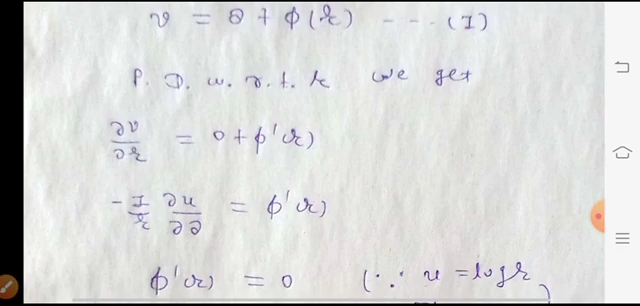 v = θ + φ(r) --- (I)
P. D. w. r. t. r we get
∂v/∂r = 0 + φ'(r)
-1/r ∂u/∂θ = φ'(r)
φ'(r) = 0 (∵ u = log r